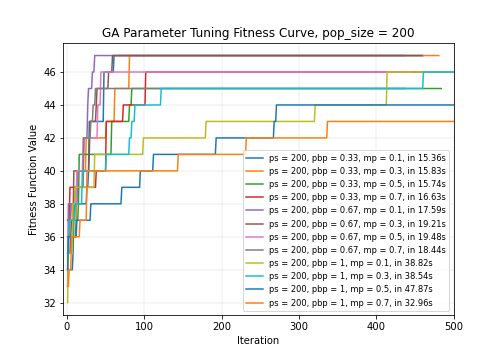 GA Parameter Tuning Fitness Curve, pop_size = 200
Fitness Function Value
46
44
42
40
38
36
34
32
ps = 200, pbp = 0.33, mp = 0.1, in 15.36s
ps = 200, pbp = 0.33, mp = 0.3, in 15.83s
ps = 200, pbp = 0.33, mp = 0.5, in 15.74s
ps = 200, pbp = 0.33, mp = 0.7, in 16.63s
ps = 200, pbp = 0.67, mp = 0.1, in 17.59s
ps = 200, pbp = 0.67, mp = 0.3, in 19.21s
ps = 200, pbp = 0.67, mp = 0.5, in 19.48s
ps = 200, pbp = 0.67, mp = 0.7, in 18.44s
ps = 200, pbp = 1, mp = 0.1, in 38.82s
ps = 200, pbp = 1, mp = 0.3, in 38.54s
ps = 200, pbp = 1, mp = 0.5, in 47.87s
ps = 200, pbp = 1, mp = 0.7, in 32.96s
0 100 200 300 400 500
Iteration